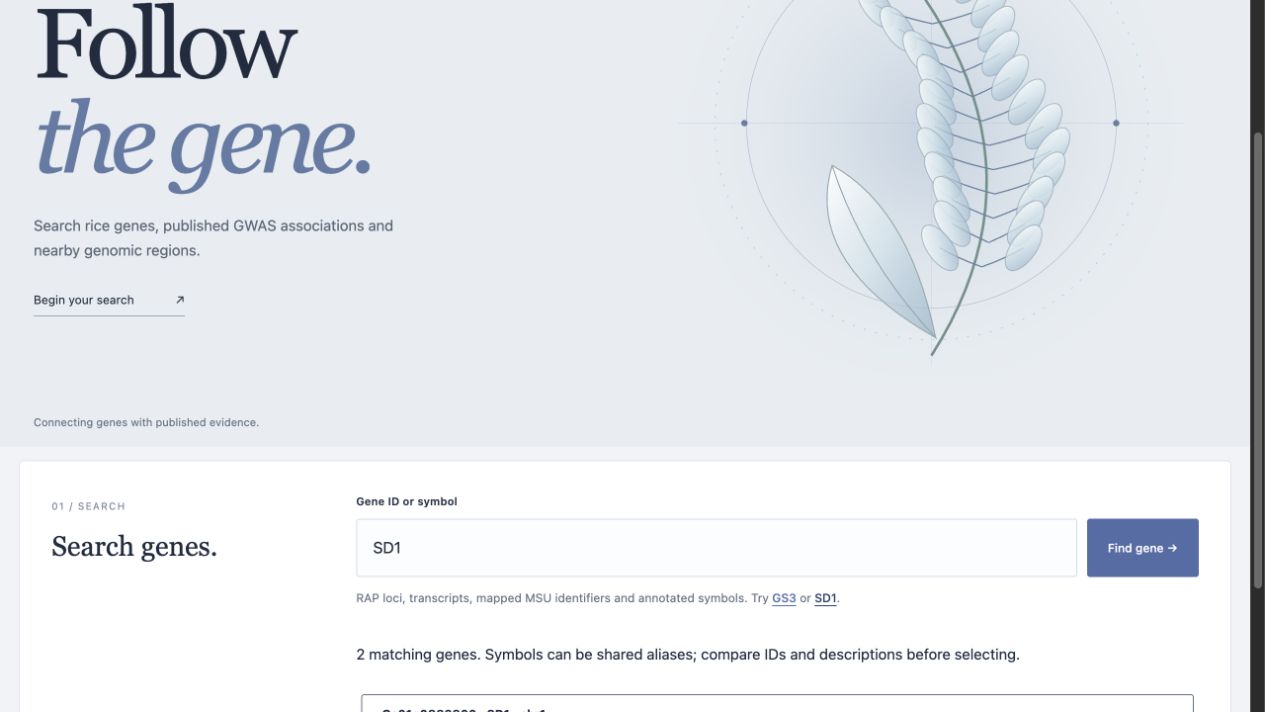 Follow
the gene.
Search rice genes, published GWAS associations and
nearby genomic regions.
Begin your search ↗
Connecting genes with published evidence.
01 / SEARCH
Search genes.
Gene ID or symbol
SD1
Find gene →
RAP loci, transcripts, mapped MSU identifiers and annotated symbols. Try GS3 or SD1.
2 matching genes. Symbols can be shared aliases; compare IDs and descriptions before selecting.